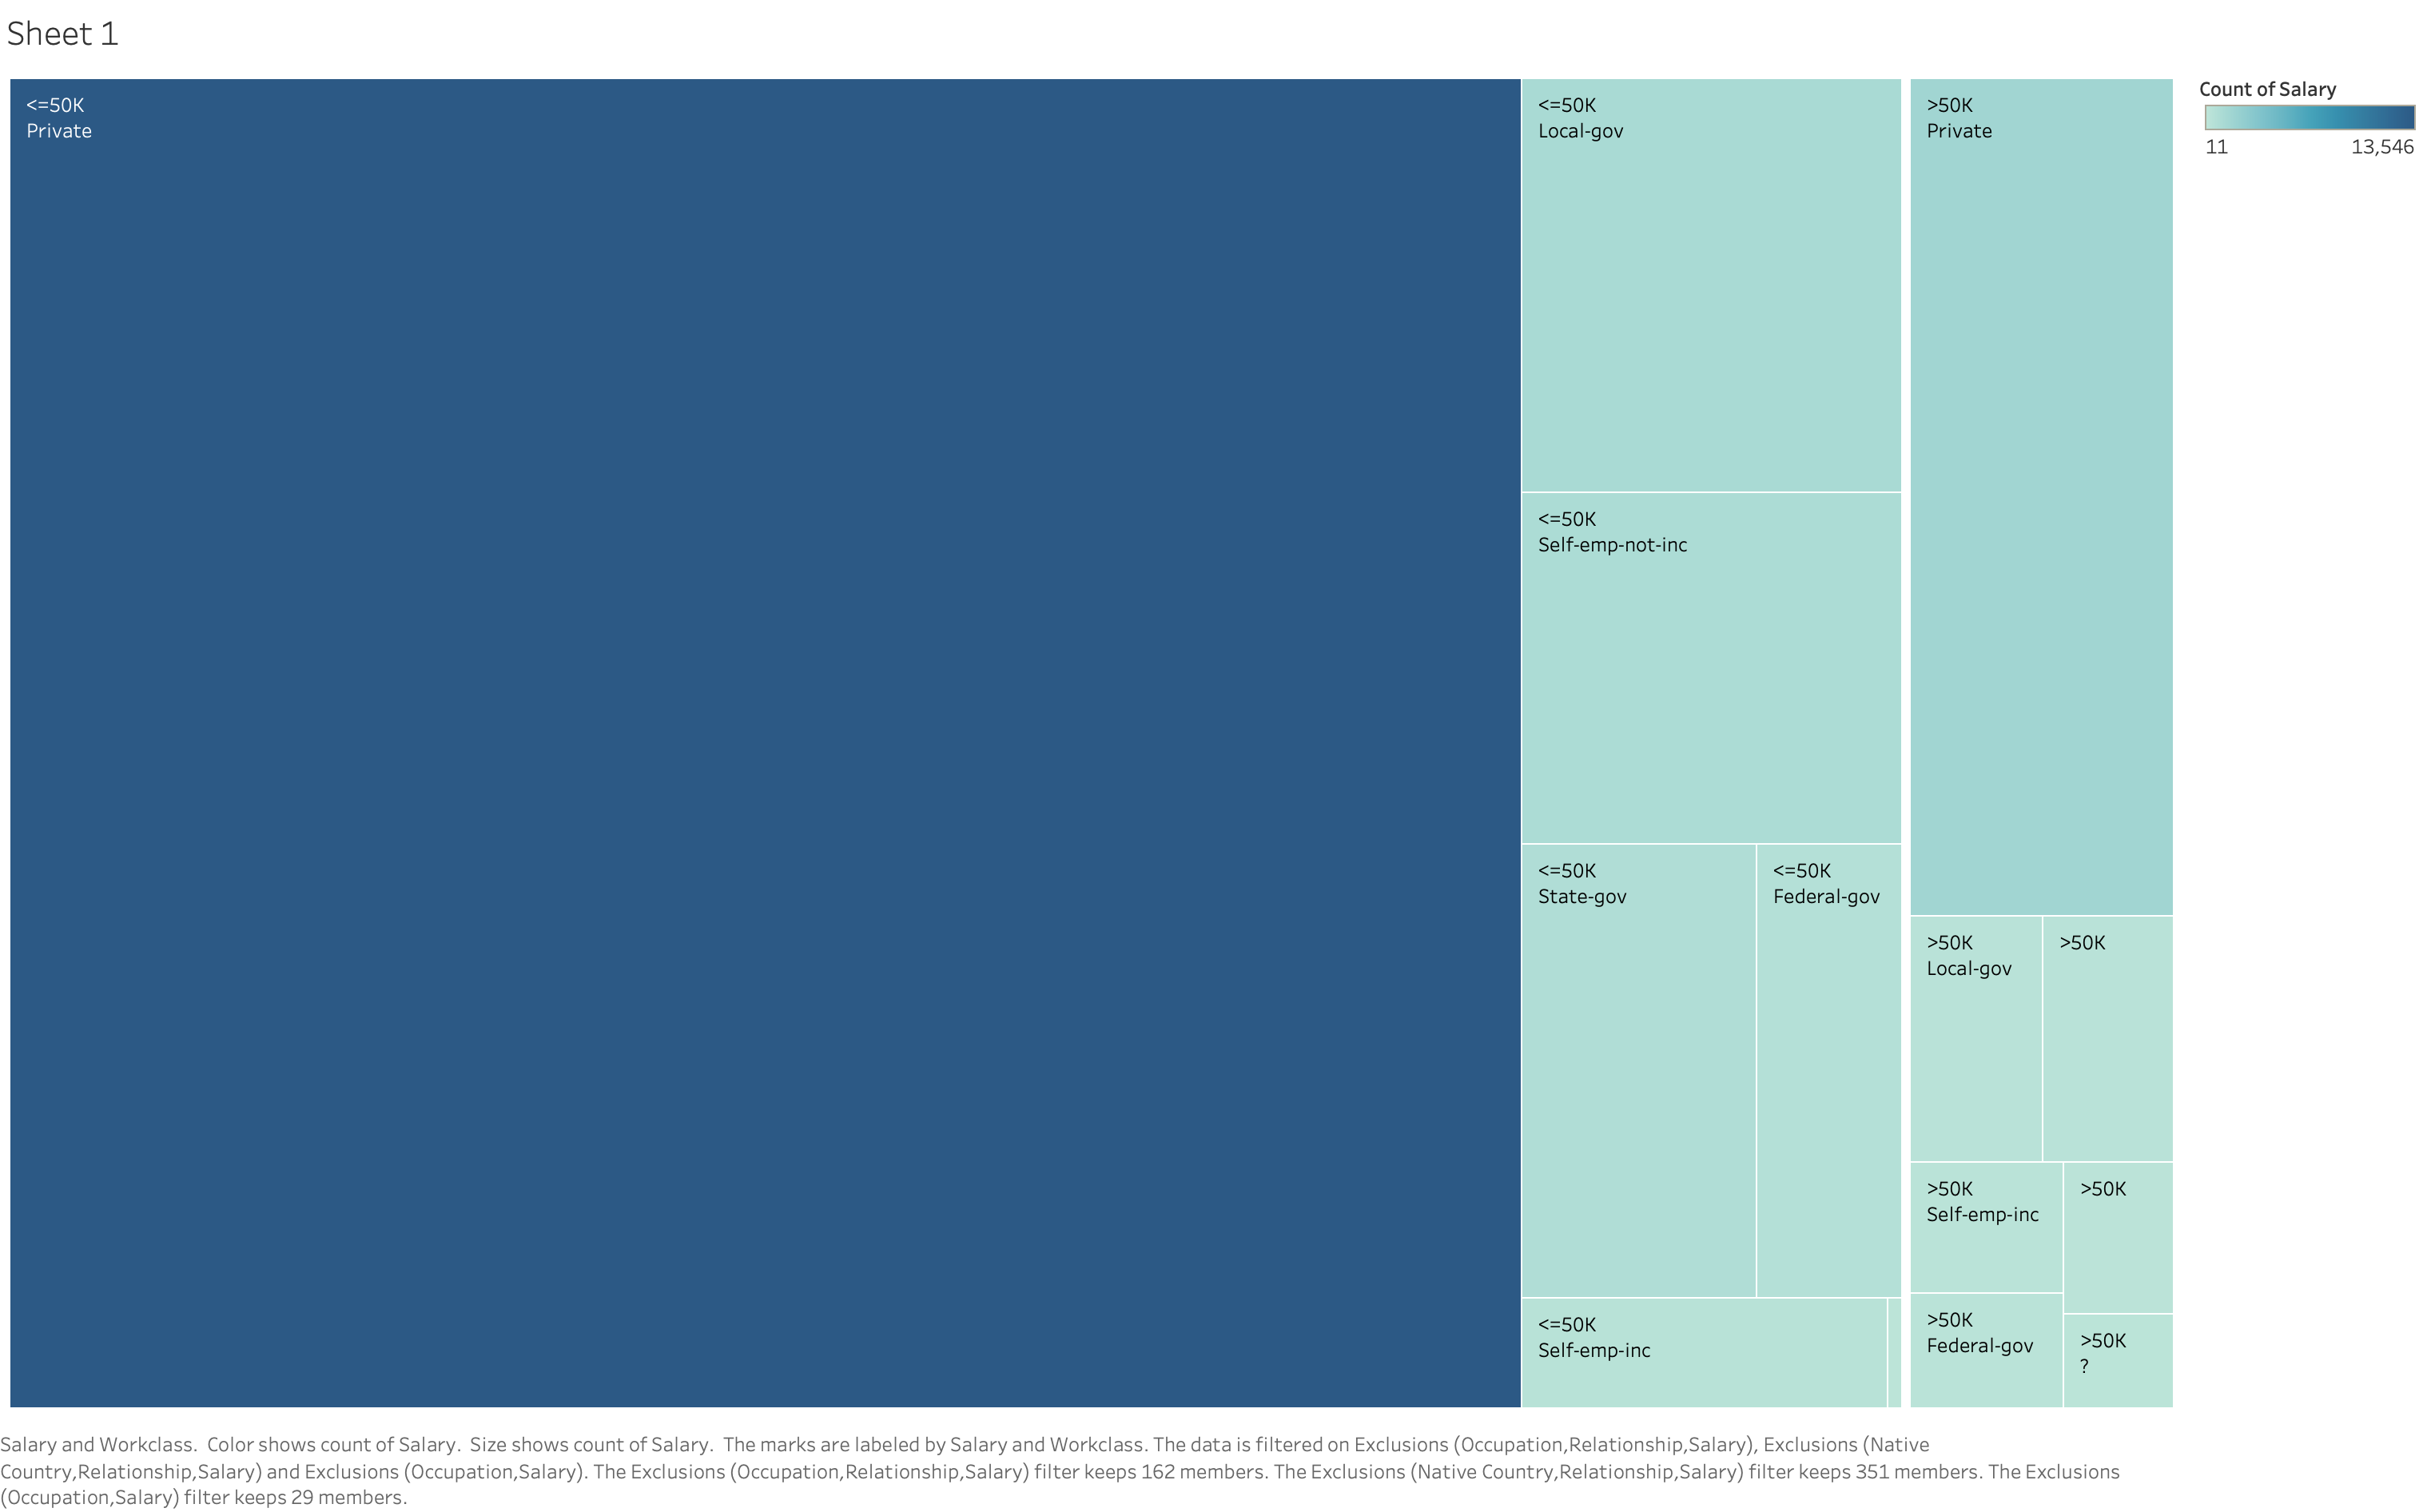 Sheet 1
<=50K
Private
<=50K
Local-gov
<=50K
Self-emp-not-inc
<=50K
State-gov
<=50K
Federal-gov
<=50K
Self-emp-inc
>50K
Private
>50K
Local-gov
>50K
>50K
Self-emp-inc
>50K
>50K
Federal-gov
>50K
?
Count of Salary
11 13,546
Salary and Workclass. Color shows count of Salary. Size shows count of Salary. The marks are labeled by Salary and Workclass. The data is filtered on Exclusions (Occupation,Relationship,Salary), Exclusions (Native
Country,Relationship,Salary) and Exclusions (Occupation,Salary). The Exclusions (Occupation,Relationship,Salary) filter keeps 162 members. The Exclusions (Native Country,Relationship,Salary) filter keeps 351 members. The Exclusions
(Occupation,Salary) filter keeps 29 members.